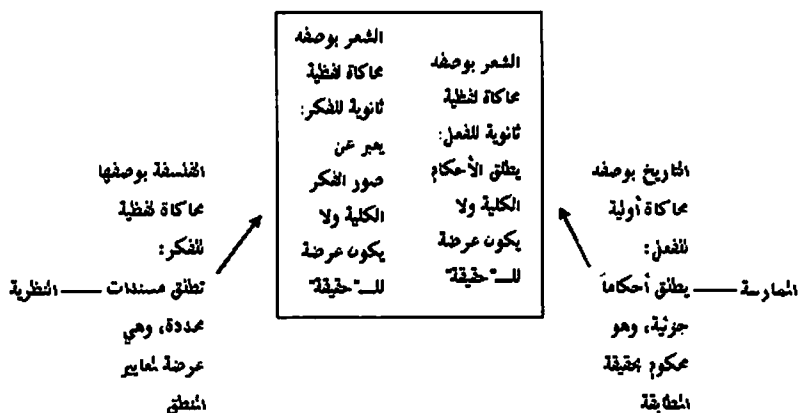 الشعر بوصفه
محاكاة لفظية
ثانوية للفعل:
يطلق الأحكام
الكلية ولا
يكون عرضة
للـ"حقيقة"
الشعر بوصفه
محاكاة لفظية
ثانوية للفكر:
يعبر عن
صور الفكر
الكلية ولا
يكون عرضة
للـ"حقيقة"
الممارسة
التاريخ بوصفه
محاكاة أولية
للفعل:
يطلق أحكاماً
جزئية، وهو
محكوم بحقيقة
المطابقة
الفلسفة بوصفها
محاكاة لفظية
للفكر:
تطلق مسندات
محددة، وهي
عرضة لمعايير
المنطق
النظرية